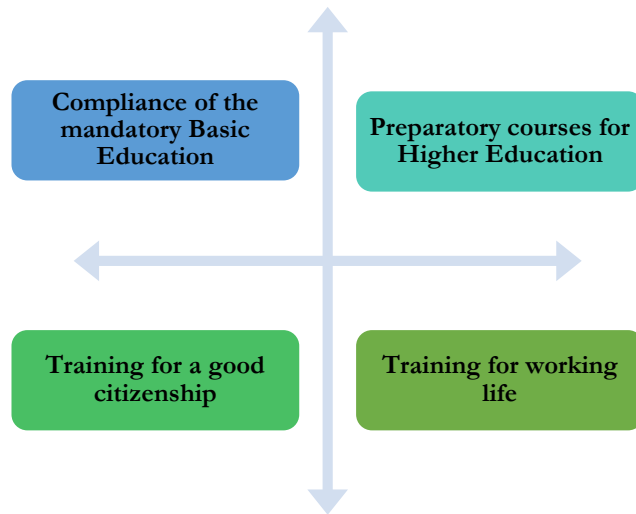 Compliance of the
mandatory Basic
Education
Preparatory courses for
Higher Education
Training for a good
citizenship
Training for working
life